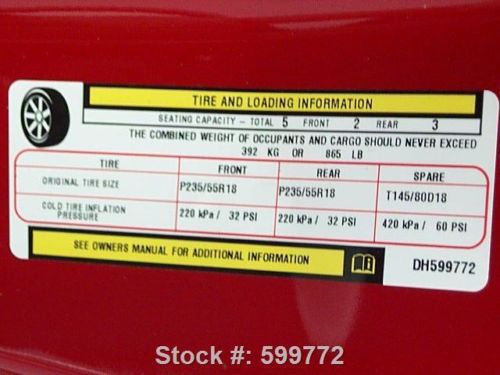 TIRE AND LOADING INFORMATION
SEATING CAPACITY - TOTAL 5 FRONT 2 REAR 3
THE COMBINED WEIGHT OF OCCUPANTS AND CARGO SHOULD NEVER EXCEED
392 KG OR 865 LB
TIRE FRONT REAR SPARE
ORIGINAL TIRE SIZE P235/55R18 P235/55R18 T145/80D18
COLD TIRE INFLATION
PRESSURE 220 kPa / 32 PSI 220 kPa / 32 PSI 420 kPa / 60 PSI
SEE OWNERS MANUAL FOR ADDITIONAL INFORMATION
DH599772
Stock #: 599772